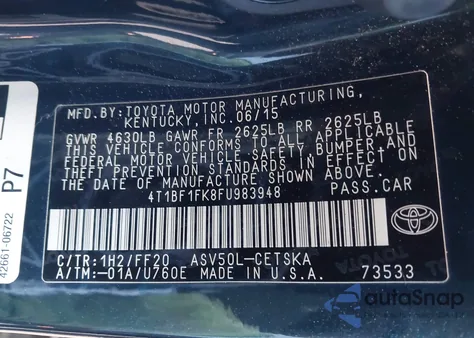 MFD.BY:TOYOTA MOTOR MANUFACTURING,
KENTUCKY, INC. 06/15
GVWR 4630LB GAWR FR 2625LB RR 2625LB
THIS VEHICLE CONFORMS TO ALL APPLICABLE
FEDERAL MOTOR VEHICLE SAFETY, BUMPER, AND
THEFT PREVENTION STANDARDS IN EFFECT ON
THE DATE OF MANUFACTURE SHOWN ABOVE.
4T1BF1FK8FU983948 PASS.CAR
TOYOTA
C/TR:1H2/FF20 ASV50L-CETSKA
A/TM:-01A/U760E MADE IN U.S.A. 73533
P7
42661-06722
autoSnap